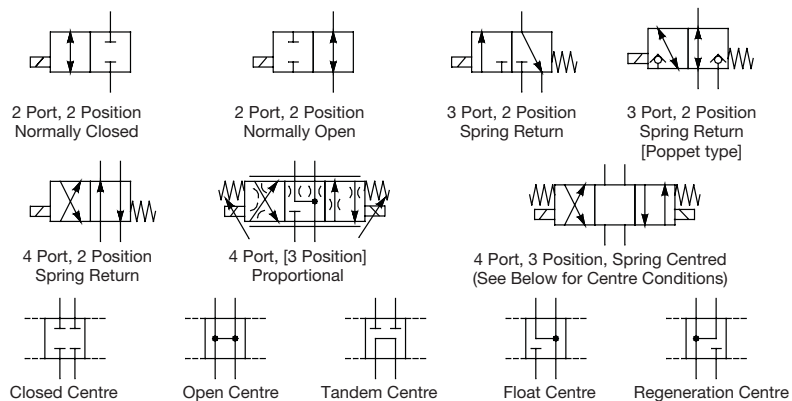 2 Port, 2 Position
Normally Closed
2 Port, 2 Position
Normally Open
3 Port, 2 Position
Spring Return
3 Port, 2 Position
Spring Return
[Poppet type]
4 Port, 2 Position
Spring Return
4 Port, [3 Position]
Proportional
4 Port, 3 Position, Spring Centred
(See Below for Centre Conditions)
Closed Centre
Open Centre
Tandem Centre
Float Centre
Regeneration Centre